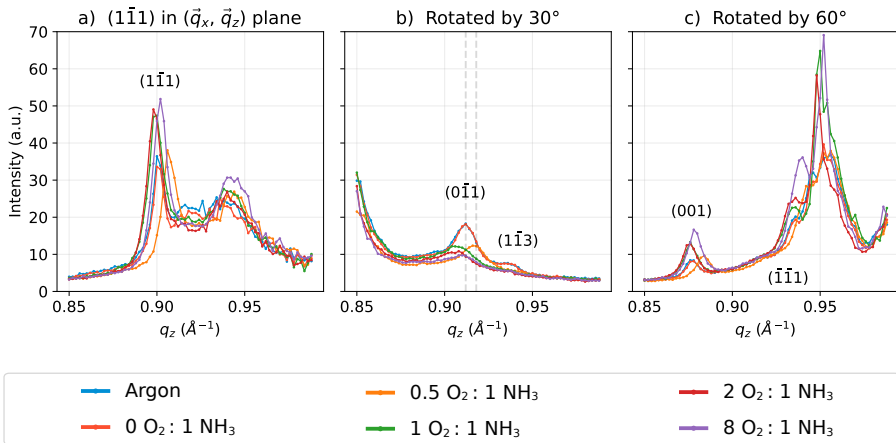 a)  (11̄1) in (q⃗x, q⃗z) plane
b)  Rotated by 30°
c)  Rotated by 60°
Intensity (a.u.)
70
60
50
40
30
20
10
0
(11̄1)
(01̄1)
(11̄3)
(001)
(1̄1̄1)
0.85 0.90 0.95
0.85 0.90 0.95
0.85 0.90 0.95
qz (Å⁻¹)
qz (Å⁻¹)
qz (Å⁻¹)
Argon
0.5 O₂ : 1 NH₃
2 O₂ : 1 NH₃
0 O₂ : 1 NH₃
1 O₂ : 1 NH₃
8 O₂ : 1 NH₃